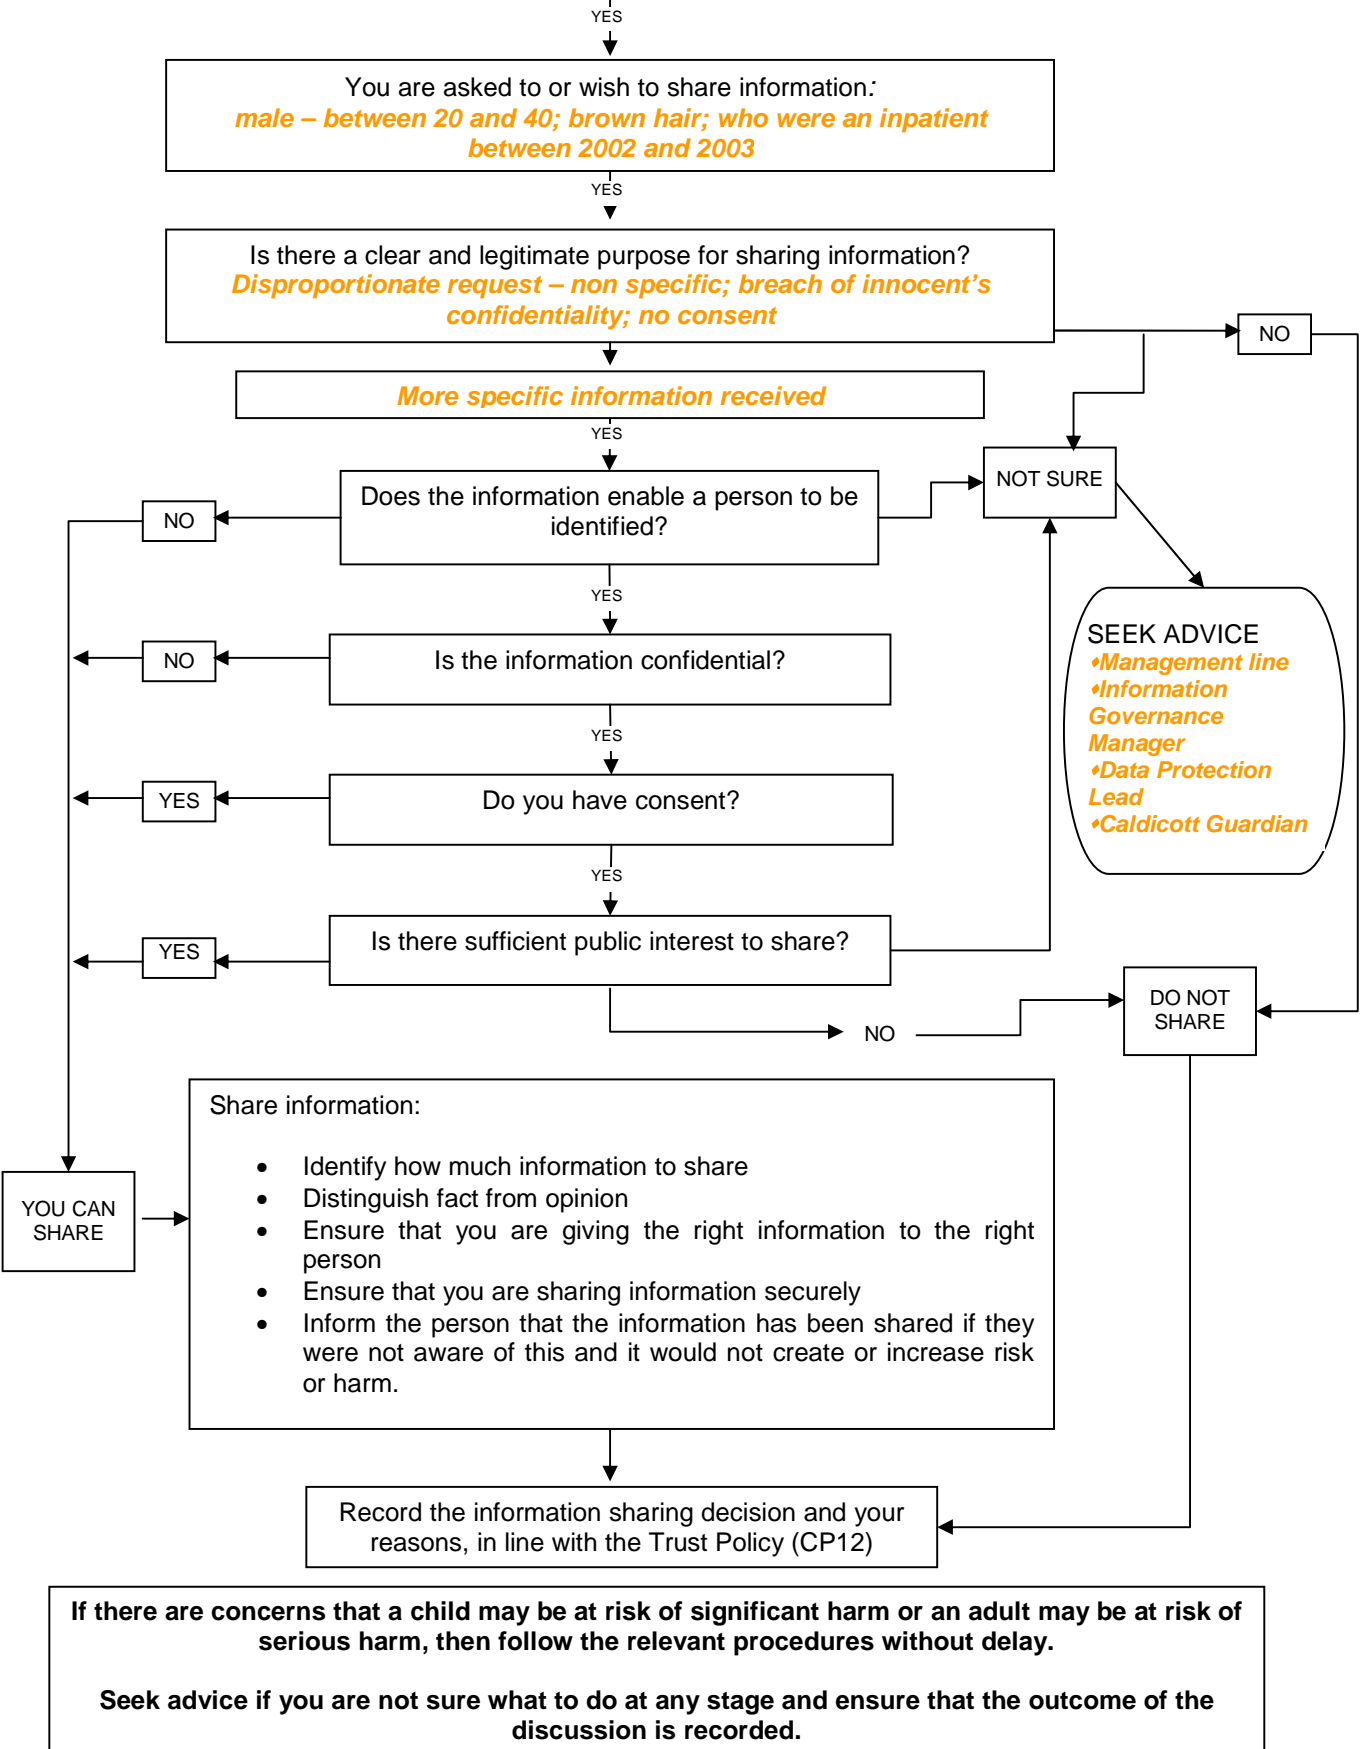 YES
You are asked to or wish to share information:
male – between 20 and 40; brown hair; who were an inpatient
between 2002 and 2003
YES
Is there a clear and legitimate purpose for sharing information?
Disproportionate request – non specific; breach of innocent's
confidentiality; no consent
NO
More specific information received
YES
Does the information enable a person to be
identified?
NOT SURE
NO
YES
Is the information confidential?
NO
SEEK ADVICE
♦Management line
♦Information
Governance
Manager
♦Data Protection
Lead
♦Caldicott Guardian
YES
Do you have consent?
YES
YES
Is there sufficient public interest to share?
YES
DO NOT
SHARE
NO
Share information:
• Identify how much information to share
• Distinguish fact from opinion
• Ensure that you are giving the right information to the right
person
• Ensure that you are sharing information securely
• Inform the person that the information has been shared if they
were not aware of this and it would not create or increase risk
or harm.
YOU CAN
SHARE
Record the information sharing decision and your
reasons, in line with the Trust Policy (CP12)
If there are concerns that a child may be at risk of significant harm or an adult may be at risk of
serious harm, then follow the relevant procedures without delay.
Seek advice if you are not sure what to do at any stage and ensure that the outcome of the
discussion is recorded.